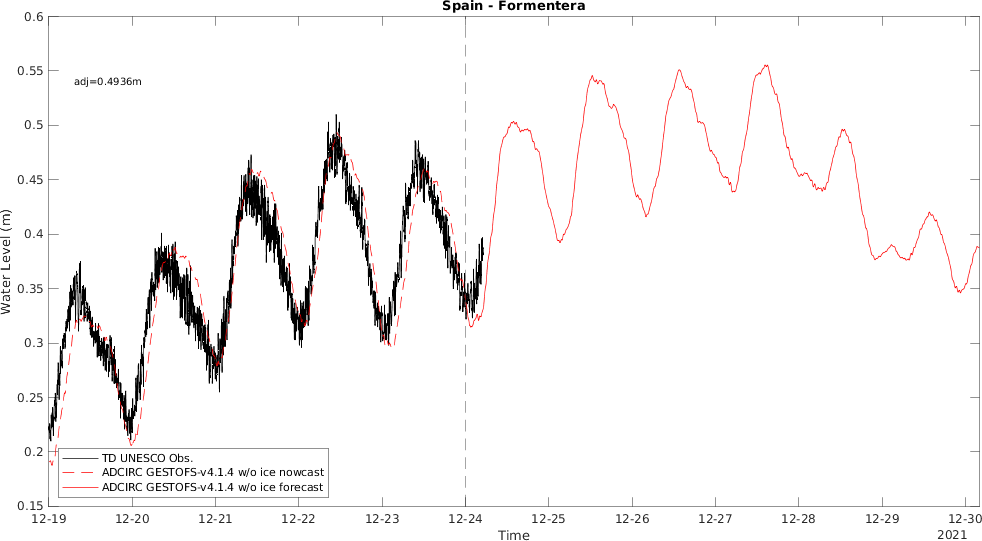 Spain - Formentera
adj=0.4936m
Water Level (m)
0.6
0.55
0.5
0.45
0.4
0.35
0.3
0.25
0.2
0.15
TD UNESCO Obs.
ADCIRC GESTOFS-v4.1.4 w/o ice nowcast
ADCIRC GESTOFS-v4.1.4 w/o ice forecast
12-19 12-20 12-21 12-22 12-23 12-24 12-25 12-26 12-27 12-28 12-29 12-30
Time
2021